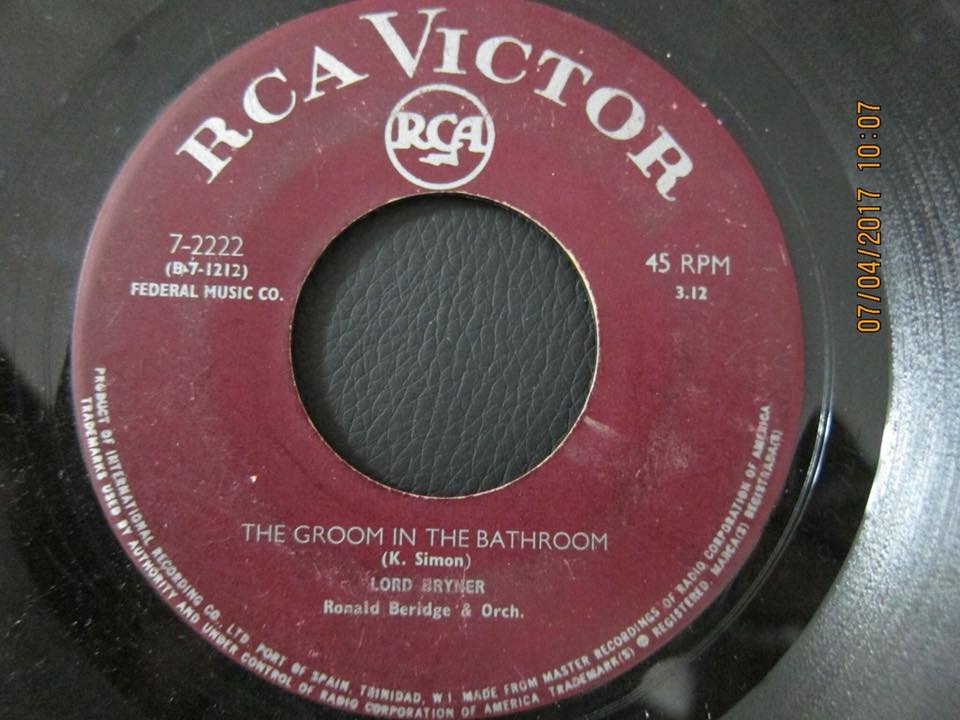 RCA VICTOR
RCA
7-2222
(B-7-1212)
FEDERAL MUSIC CO.
45 RPM
3.12
THE GROOM IN THE BATHROOM
(K. Simon)
LORD BRYNER
Ronald Beridge & Orch.
PRODUCT OF INTERNATIONAL RECORDING CO., LTD. PORT OF SPAIN, TRINIDAD, W.I. MADE FROM MASTER RECORDINGS OF RADIO CORPORATION OF AMERICA
TRADEMARKS USED BY AUTHORITY AND UNDER CONTROL OF RADIO CORPORATION OF AMERICA TRADEMARK(S) ® REGISTERED. MARCA(S) REGISTRADA(S)
07/04/2017 10:07